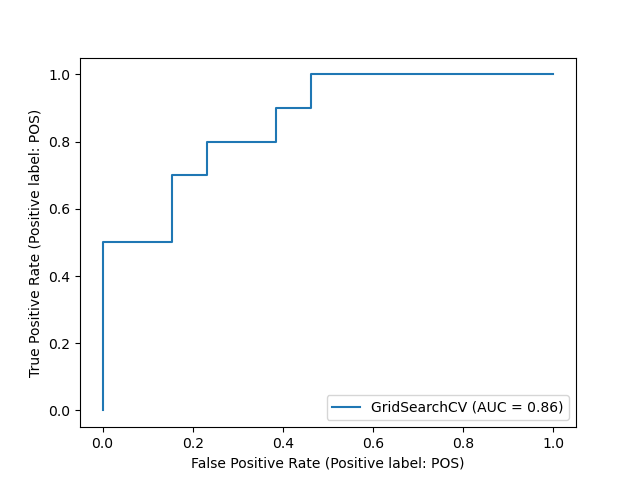 1.0
0.8
0.6
0.4
0.2
0.0
True Positive Rate (Positive label: POS)
GridSearchCV (AUC = 0.86)
0.0 0.2 0.4 0.6 0.8 1.0
False Positive Rate (Positive label: POS)